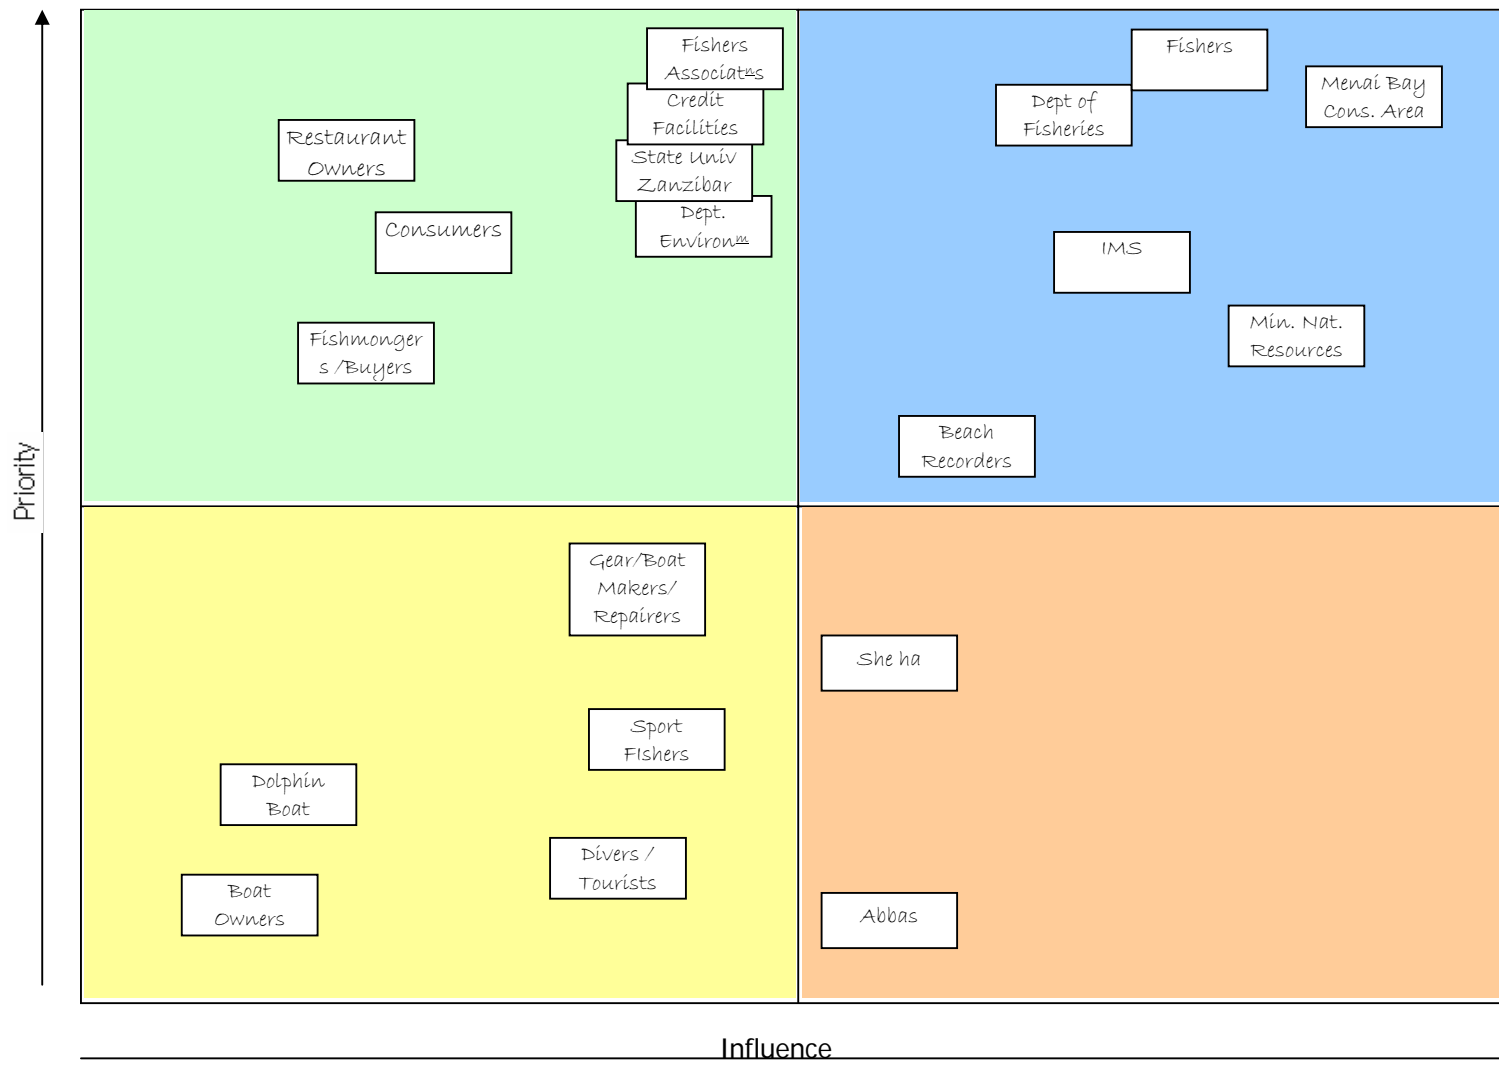 Fishers
Associatns
Credit
Facilities
State Univ
Zanzibar
Dept.
Environm
Restaurant
Owners
Consumers
Fishmonger
s /Buyers
Fishers
Menai Bay
Cons. Area
Dept of
Fisheries
IMS
Min. Nat.
Resources
Beach
Recorders
Priority
Gear/Boat
Makers/
Repairers
Sport
FIshers
Dolphin
Boat
Divers /
Tourists
Boat
Owners
She ha
Abbas
Influence